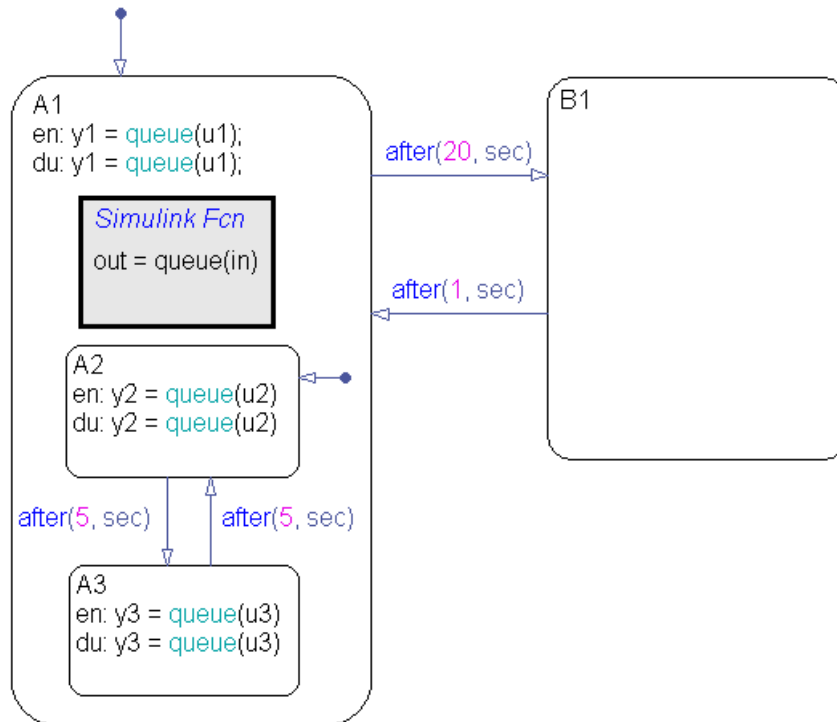 A1
en: y1 = queue(u1);
du: y1 = queue(u1);
Simulink Fcn
out = queue(in)
A2
en: y2 = queue(u2)
du: y2 = queue(u2)
after(5, sec)
after(5, sec)
A3
en: y3 = queue(u3)
du: y3 = queue(u3)
after(20, sec)
after(1, sec)
B1